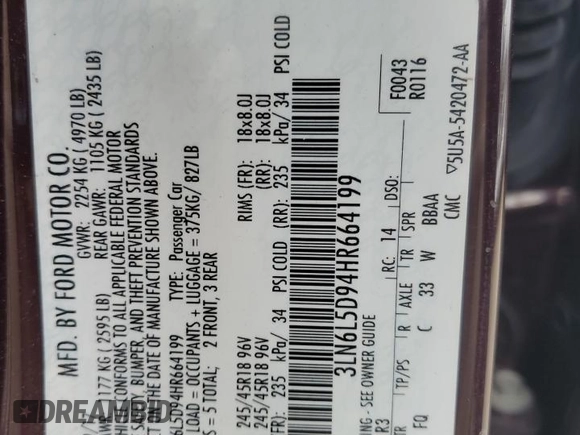 MFD. BY FORD MOTOR CO.
GVWR: 2254 KG ( 4970 LB)
177 KG ( 2595 LB) REAR GAWR: 1105 KG ( 2435 LB)
CONFORMS TO ALL APPLICABLE FEDERAL MOTOR
BUMPER, AND THEFT PREVENTION STANDARDS
THE DATE OF MANUFACTURE SHOWN ABOVE.
6L5D94HR664199 TYPE: Passenger Car
LOAD = OCCUPANTS + LUGGAGE = 375KG/ 827LB
= 5 TOTAL; 2 FRONT, 3 REAR
245/45R18 96V RIMS (FR): 18x8.0J
245/45R18 96V (RR): 18x8.0J
FR): 235 kPa/ 34 PSI COLD (RR): 235 kPa/ 34 PSI COLD
3LN6L5D94HR664199
NG - SEE OWNER GUIDE
R3 RC: 14 DSO: F0043
R0116
TR TP/PS R AXLE TR SPR
FQ C 33 W BBAA
CMC ▽5U5A-5420472-AA
DREAMBID